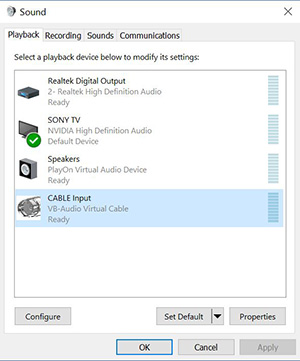 Sound
Playback Recording Sounds Communications
Select a playback device below to modify its settings:
Realtek Digital Output
2- Realtek High Definition Audio
Ready
SONY TV
NVIDIA High Definition Audio
Default Device
Speakers
PlayOn Virtual Audio Device
Ready
CABLE Input
VB-Audio Virtual Cable
Ready
Configure Set Default Properties
OK Cancel Apply